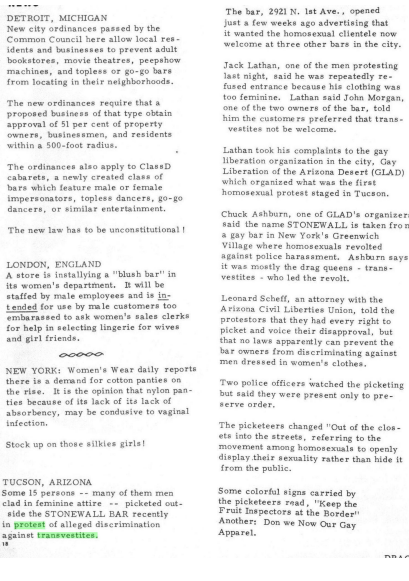 DETROIT, MICHIGAN
New city ordinances passed by the
Common Council here allow local res-
idents and businesses to prevent adult
bookstores, movie theatres, peepshow
machines, and topless or go-go bars
from locating in their neighborhoods.
The new ordinances require that a
proposed business of that type obtain
approval of 51 per cent of property
owners, businessmen, and residents
within a 500-foot radius.
The ordinances also apply to ClassD
cabarets, a newly created class of
bars which feature male or female
impersonators, topless dancers, go-go
dancers, or similar entertainment.
The new law has to be unconstitutional !
LONDON, ENGLAND
A store is installying a "blush bar" in
its women's department. It will be
staffed by male employees and is in-
tended for use by male customers too
embarassed to ask women's sales clerks
for help in selecting lingerie for wives
and girl friends.
NEW YORK: Women's Wear daily reports
there is a demand for cotton panties on
the rise. It is the opinion that nylon pan-
ties because of its lack of its lack of
absorbency, may be condusive to vaginal
infection.
Stock up on those silkies girls!
TUCSON, ARIZONA
Some 15 persons -- many of them men
clad in feminine attire -- picketed out-
side the STONEWALL BAR recently
in protest of alleged discrimination
against transvestites.
18
The bar, 2921 N. 1st Ave., opened
just a few weeks ago advertising that
it wanted the homosexual clientele now
welcome at three other bars in the city.
Jack Lathan, one of the men protesting
last night, said he was repeatedly re-
fused entrance because his clothing was
too feminine. Lathan said John Morgan,
one of the two owners of the bar, told
him the customers preferred that trans-
vestites not be welcome.
Lathan took his complaints to the gay
liberation organization in the city, Gay
Liberation of the Arizona Desert (GLAD)
which organized what was the first
homosexual protest staged in Tucson.
Chuck Ashburn, one of GLAD's organizers
said the name STONEWALL is taken from
a gay bar in New York's Greenwich
Village where homosexuals revolted
against police harassment. Ashburn says
it was mostly the drag queens - trans-
vestites - who led the revolt.
Leonard Scheff, an attorney with the
Arizona Civil Liberties Union, told the
protestors that they had every right to
picket and voice their disapproval, but
that no laws apparently can prevent the
bar owners from discriminating against
men dressed in women's clothes.
Two police officers watched the picketing
but said they were present only to pre-
serve order.
The picketeers changed "Out of the clos-
ets into the streets, referring to the
movement among homosexuals to openly
display their sexuality rather than hide it
from the public.
Some colorful signs carried by
the picketeers read, "Keep the
Fruit Inspectors at the Border"
Another: Don we Now Our Gay
Apparel.